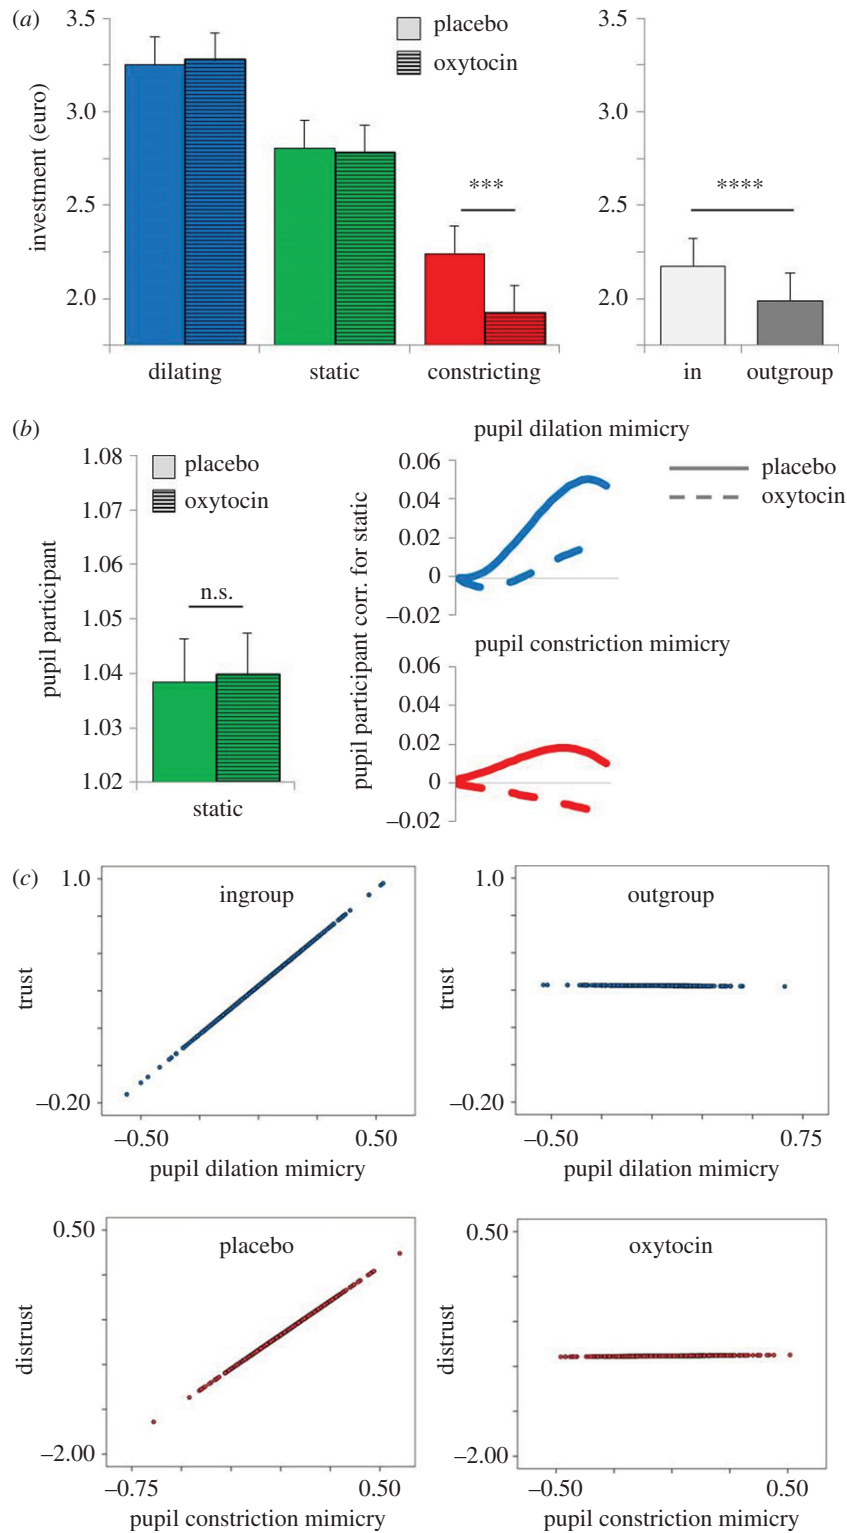 (a)
3.5
3.0
2.5
2.0
investment (euro)
placebo
oxytocin
***
dilating
static
constricting
3.5
3.0
2.5
2.0
****
in
outgroup
(b)
1.08
1.07
1.06
1.05
1.04
1.03
1.02
pupil participant
placebo
oxytocin
n.s.
static
pupil dilation mimicry
0.06
0.04
0.02
0
–0.02
pupil participant corr. for static
placebo
oxytocin
pupil constriction mimicry
0.06
0.04
0.02
0
–0.02
(c)
1.0
–0.20
trust
ingroup
–0.50
0.50
pupil dilation mimicry
1.0
–0.20
trust
outgroup
–0.50
0.75
pupil dilation mimicry
0.50
–2.00
distrust
placebo
–0.75
0.50
pupil constriction mimicry
0.50
–2.00
distrust
oxytocin
–0.50
0.50
pupil constriction mimicry